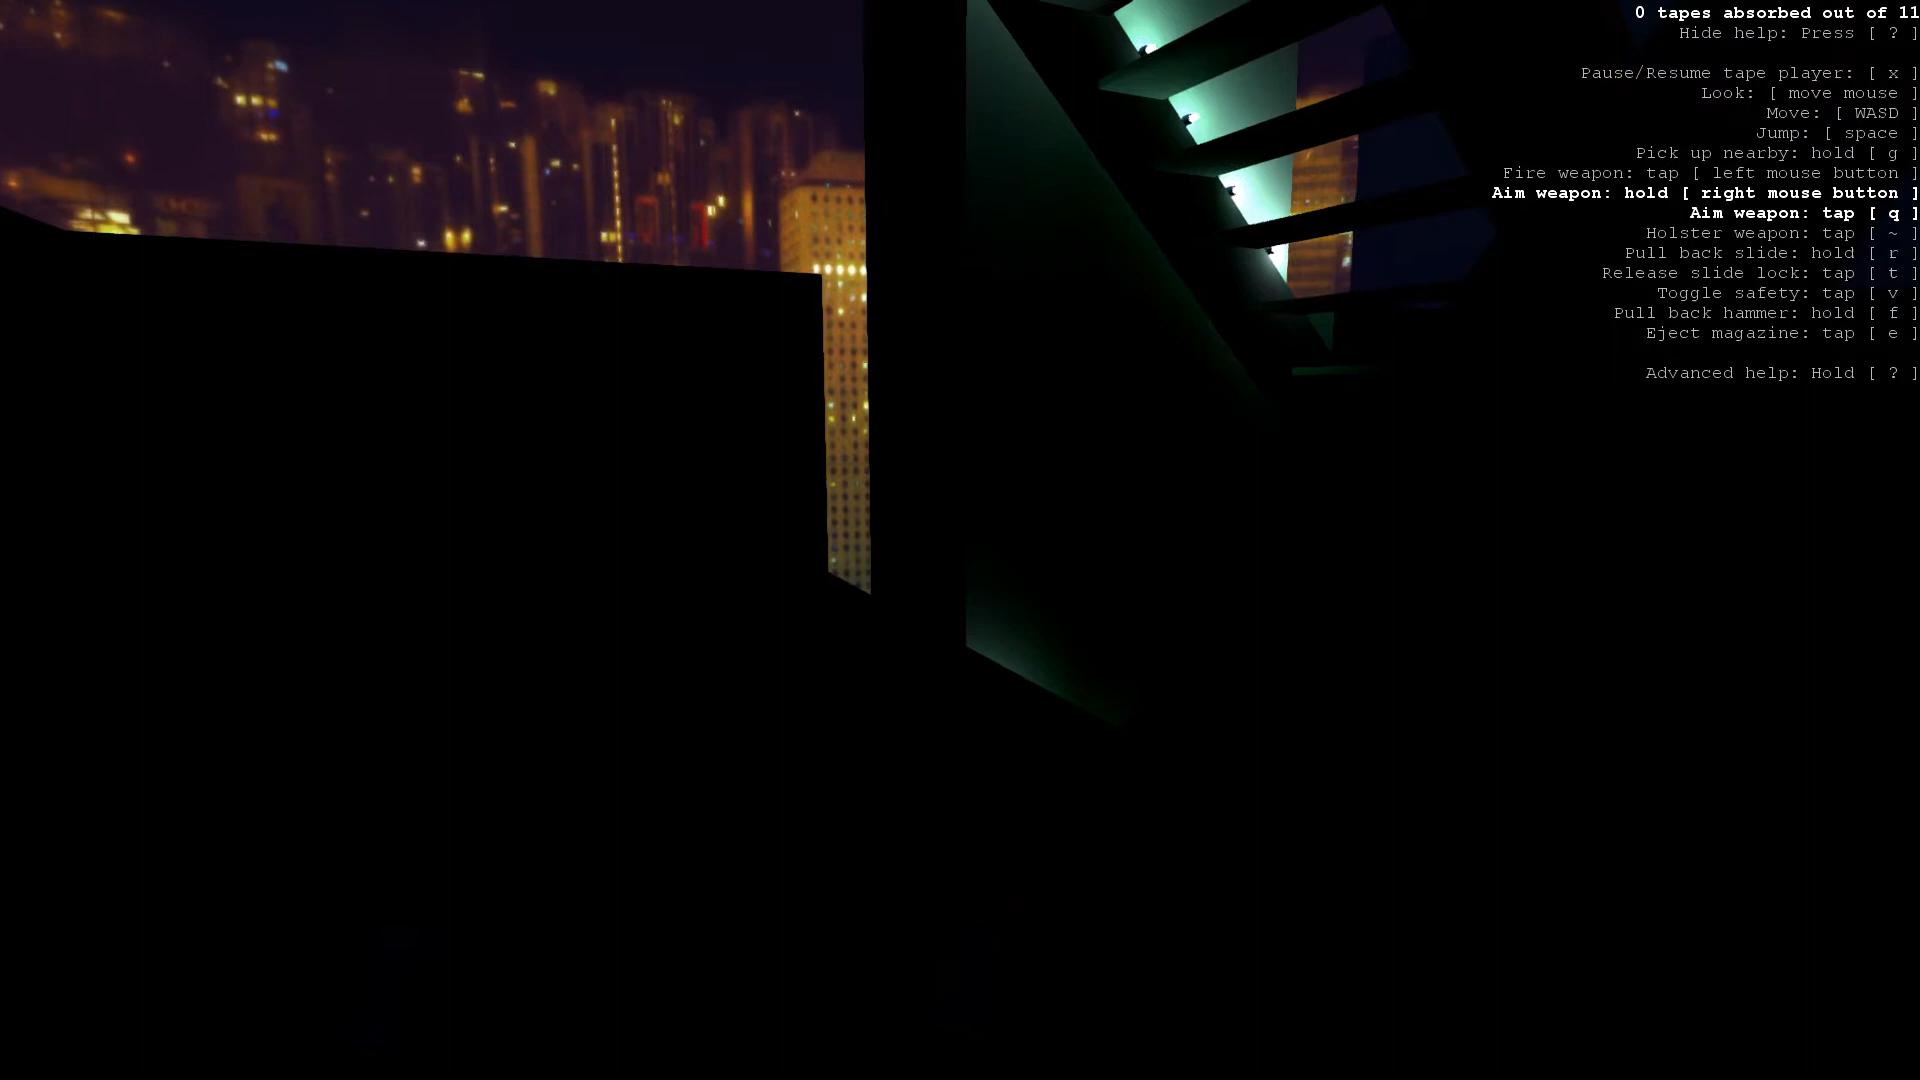 0 tapes absorbed out of 11
Hide help: Press [ ? ]
Pause/Resume tape player: [ x ]
Look: [ move mouse ]
Move: [ WASD ]
Jump: [ space ]
Pick up nearby: hold [ g ]
Fire weapon: tap [ left mouse button ]
Aim weapon: hold [ right mouse button ]
Aim weapon: tap [ q ]
Holster weapon: tap [ ~ ]
Pull back slide: hold [ r ]
Release slide lock: tap [ t ]
Toggle safety: tap [ v ]
Pull back hammer: hold [ f ]
Eject magazine: tap [ e ]
Advanced help: Hold [ ? ]